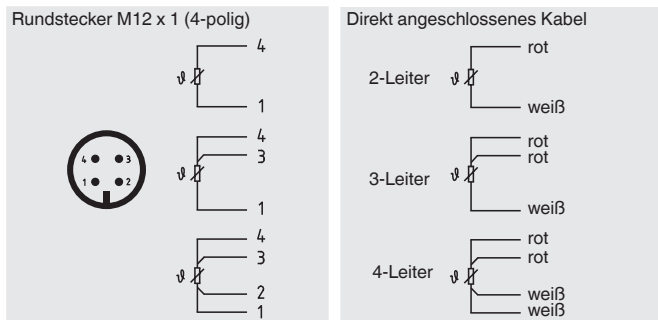 Rundstecker M12 x 1 (4-polig)
4
ϑ
1
4
3
ϑ
1
4 3
1 2
4
3
ϑ
2
1
Direkt angeschlossenes Kabel
rot
2-Leiter ϑ
weiß
rot
rot
3-Leiter ϑ
weiß
rot
rot
4-Leiter ϑ
weiß
weiß